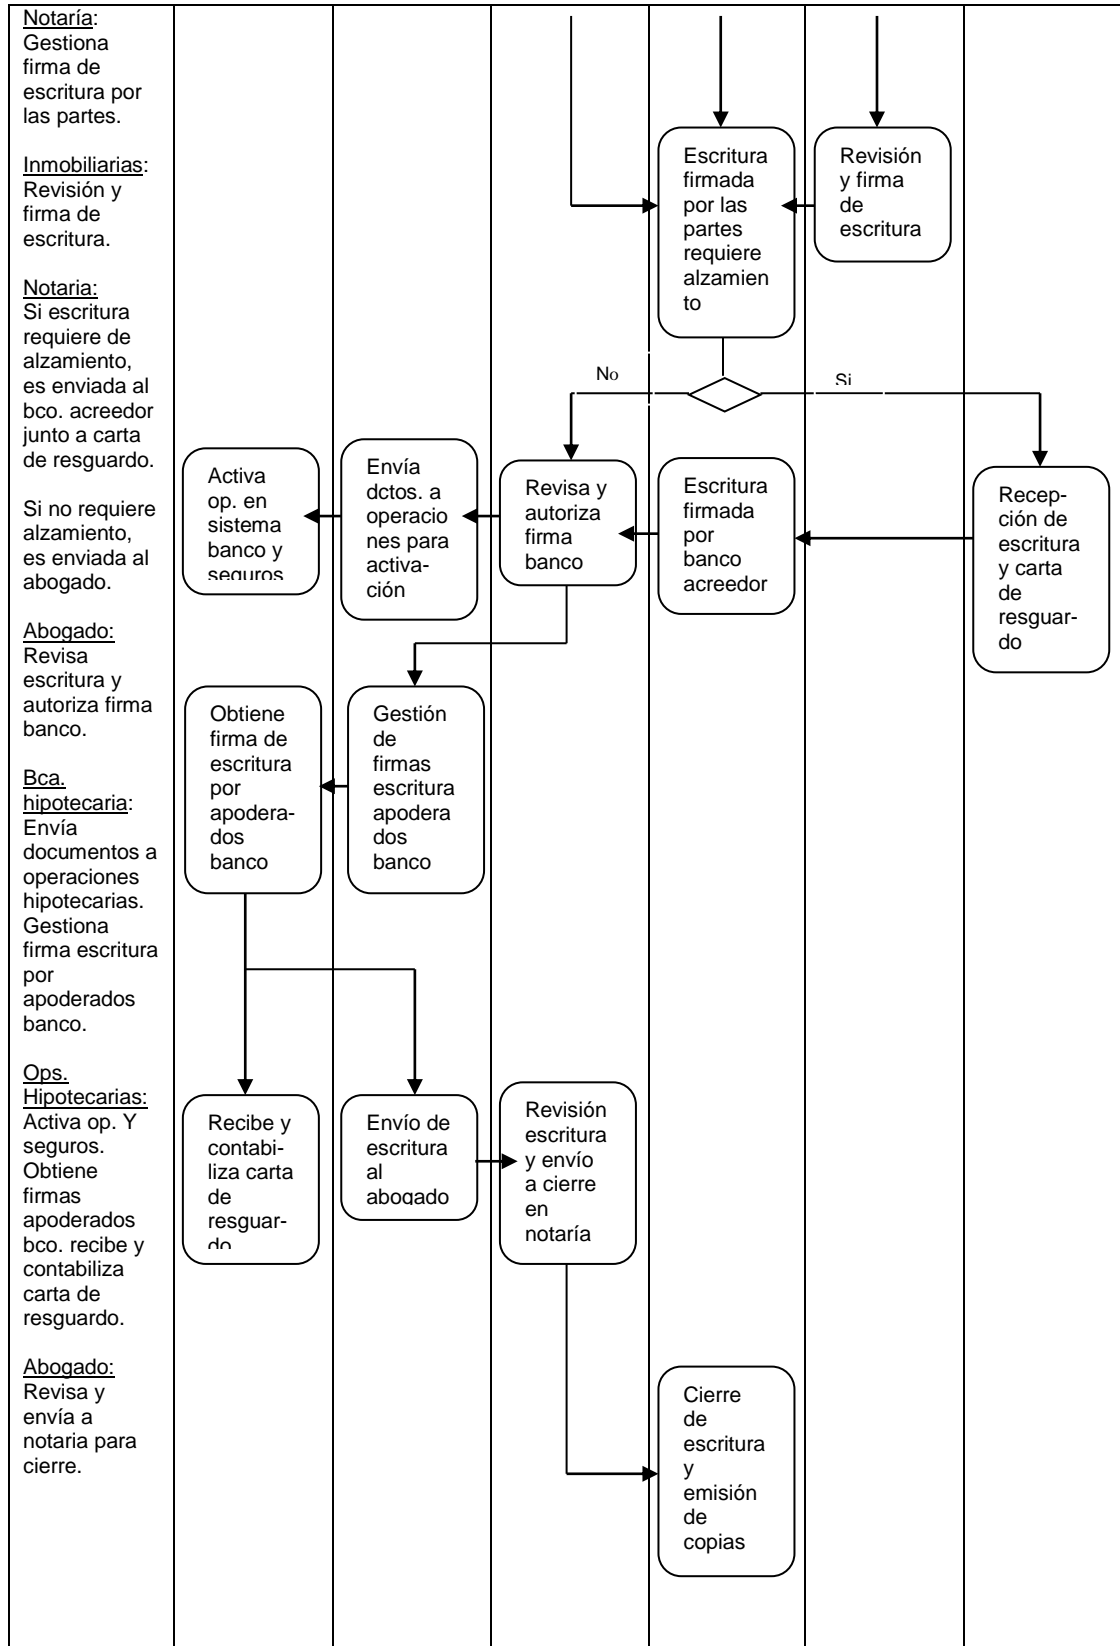 Notaría:
Gestiona
firma de
escritura por
las partes.
Inmobiliarias:
Revisión y
firma de
escritura.
Notaria:
Si escritura
requiere de
alzamiento,
es enviada al
bco. acreedor
junto a carta
de resguardo.
Si no requiere
alzamiento,
es enviada al
abogado.
Abogado:
Revisa
escritura y
autoriza firma
banco.
Bca.
hipotecaria:
Envía
documentos a
operaciones
hipotecarias.
Gestiona
firma escritura
por
apoderados
banco.
Ops.
Hipotecarias:
Activa op. Y
seguros.
Obtiene
firmas
apoderados
bco. recibe y
contabiliza
carta de
resguardo.
Abogado:
Revisa y
envía a
notaria para
cierre.
Escritura
firmada
por las
partes
requiere
alzamien
to
Revisión
y firma
de
escritura
No
Si
Activa
op. en
sistema
banco y
seguros
Envía
dctos. a
operacio
nes para
activa-
ción
Revisa y
autoriza
firma
banco
Escritura
firmada
por
banco
acreedor
Recep-
ción de
escritura
y carta
de
resguar-
do
Obtiene
firma de
escritura
por
apodera-
dos
banco
Gestión
de
firmas
escritura
apodera
dos
banco
Recibe y
contabi-
liza carta
de
resguar-
do
Envío de
escritura
al
abogado
Revisión
escritura
y envío
a cierre
en
notaría
Cierre
de
escritura
y
emisión
de
copias